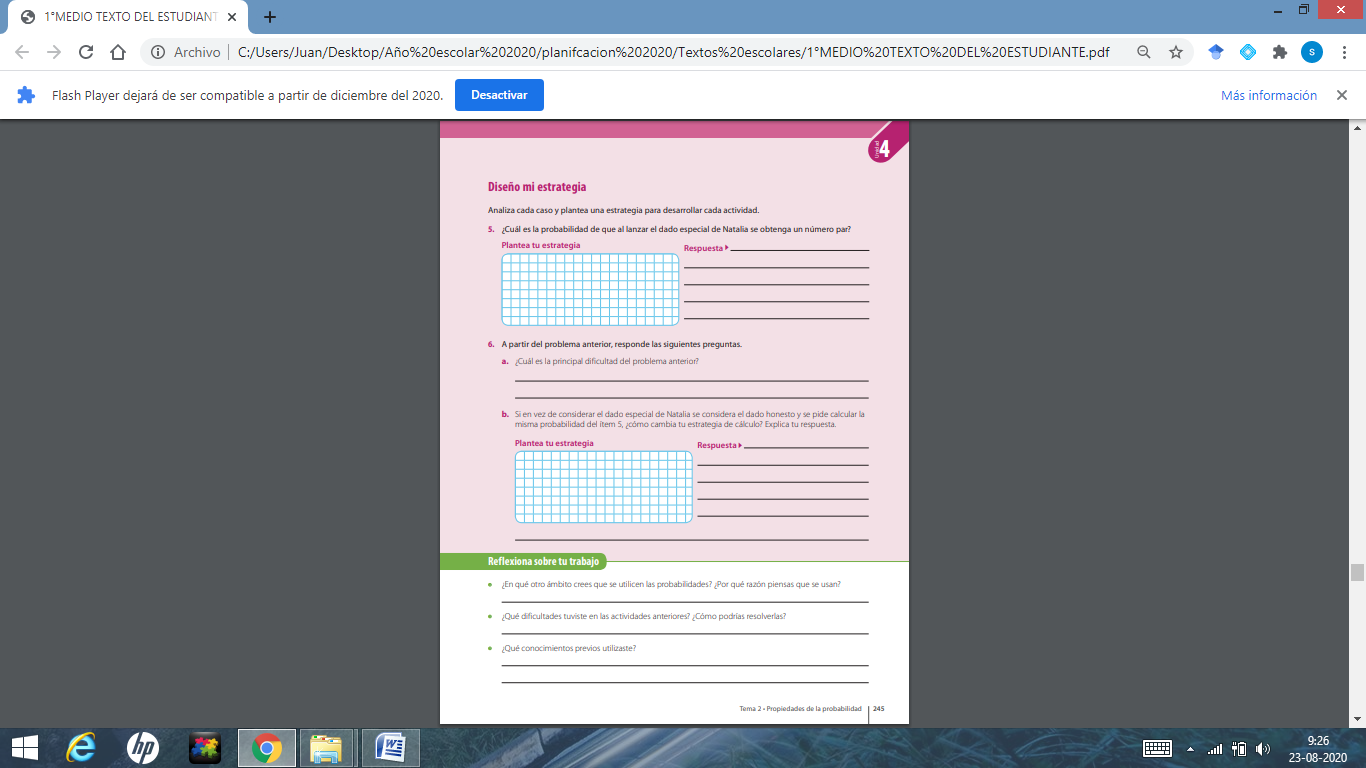 1°MEDIO TEXTO DEL ESTUDIANT
Archivo
C:/Users/Juan/Desktop/Año%20escolar%202020/planifcacion%202020/Textos%20escolares/1°MEDIO%20TEXTO%20DEL%20ESTUDIANTE.pdf
S
Flash Player dejará de ser compatible a partir de diciembre del 2020.
Desactivar
Más información
Unidad 4
Diseño mi estrategia
Analiza cada caso y plantea una estrategia para desarrollar cada actividad.
5. ¿Cuál es la probabilidad de que al lanzar el dado especial de Natalia se obtenga un número par?
Plantea tu estrategia
Respuesta
6. A partir del problema anterior, responde las siguientes preguntas.
a. ¿Cuál es la principal dificultad del problema anterior?
b. Si en vez de considerar el dado especial de Natalia se considera el dado honesto y se pide calcular la
misma probabilidad del ítem 5, ¿cómo cambia tu estrategia de cálculo? Explica tu respuesta.
Plantea tu estrategia
Respuesta
Reflexiona sobre tu trabajo
• ¿En qué otro ámbito crees que se utilicen las probabilidades? ¿Por qué razón piensas que se usan?
• ¿Qué dificultades tuviste en las actividades anteriores? ¿Cómo podrías resolverlas?
• ¿Qué conocimientos previos utilizaste?
Tema 2 • Propiedades de la probabilidad 245
hp
9:26
23-08-2020